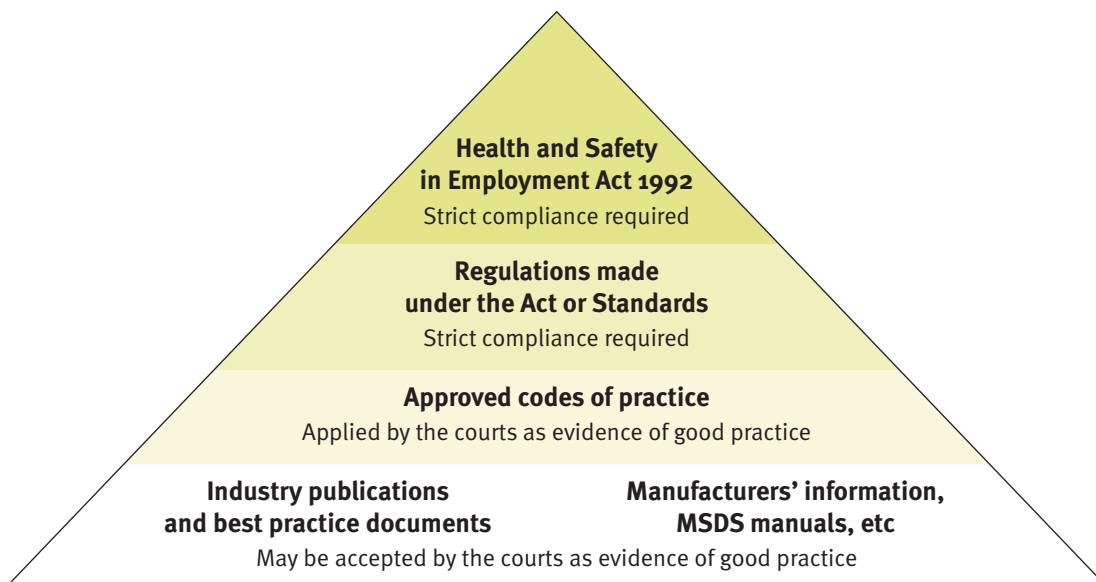 Health and Safety
in Employment Act 1992
Strict compliance required
Regulations made
under the Act or Standards
Strict compliance required
Approved codes of practice
Applied by the courts as evidence of good practice
Industry publications
and best practice documents
Manufacturers’ information,
MSDS manuals, etc
May be accepted by the courts as evidence of good practice